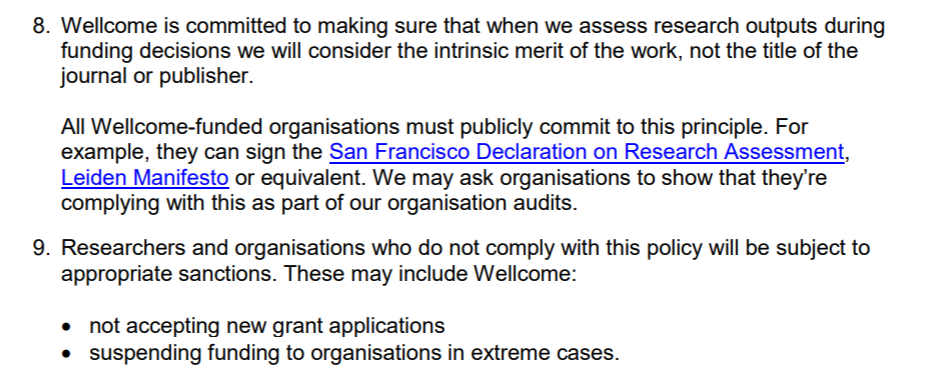 8. Wellcome is committed to making sure that when we assess research outputs during
funding decisions we will consider the intrinsic merit of the work, not the title of the
journal or publisher.
All Wellcome-funded organisations must publicly commit to this principle. For
example, they can sign the San Francisco Declaration on Research Assessment,
Leiden Manifesto or equivalent. We may ask organisations to show that they’re
complying with this as part of our organisation audits.
9. Researchers and organisations who do not comply with this policy will be subject to
appropriate sanctions. These may include Wellcome:
• not accepting new grant applications
• suspending funding to organisations in extreme cases.